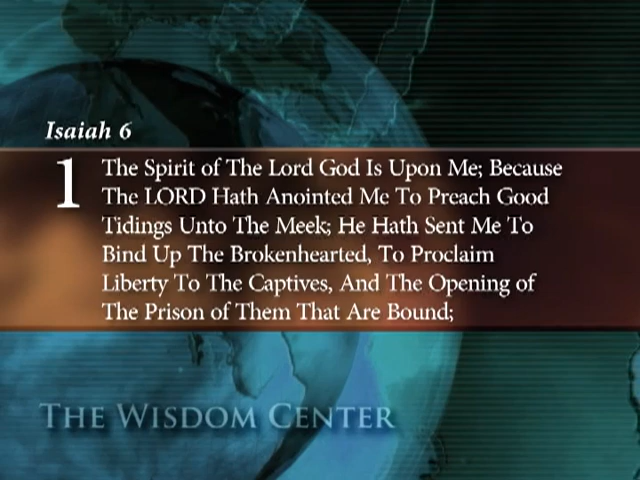 Isaiah 6
1 The Spirit of The Lord God Is Upon Me; Because
The LORD Hath Anointed Me To Preach Good
Tidings Unto The Meek; He Hath Sent Me To
Bind Up The Brokenhearted, To Proclaim
Liberty To The Captives, And The Opening of
The Prison of Them That Are Bound;
THE WISDOM CENTER